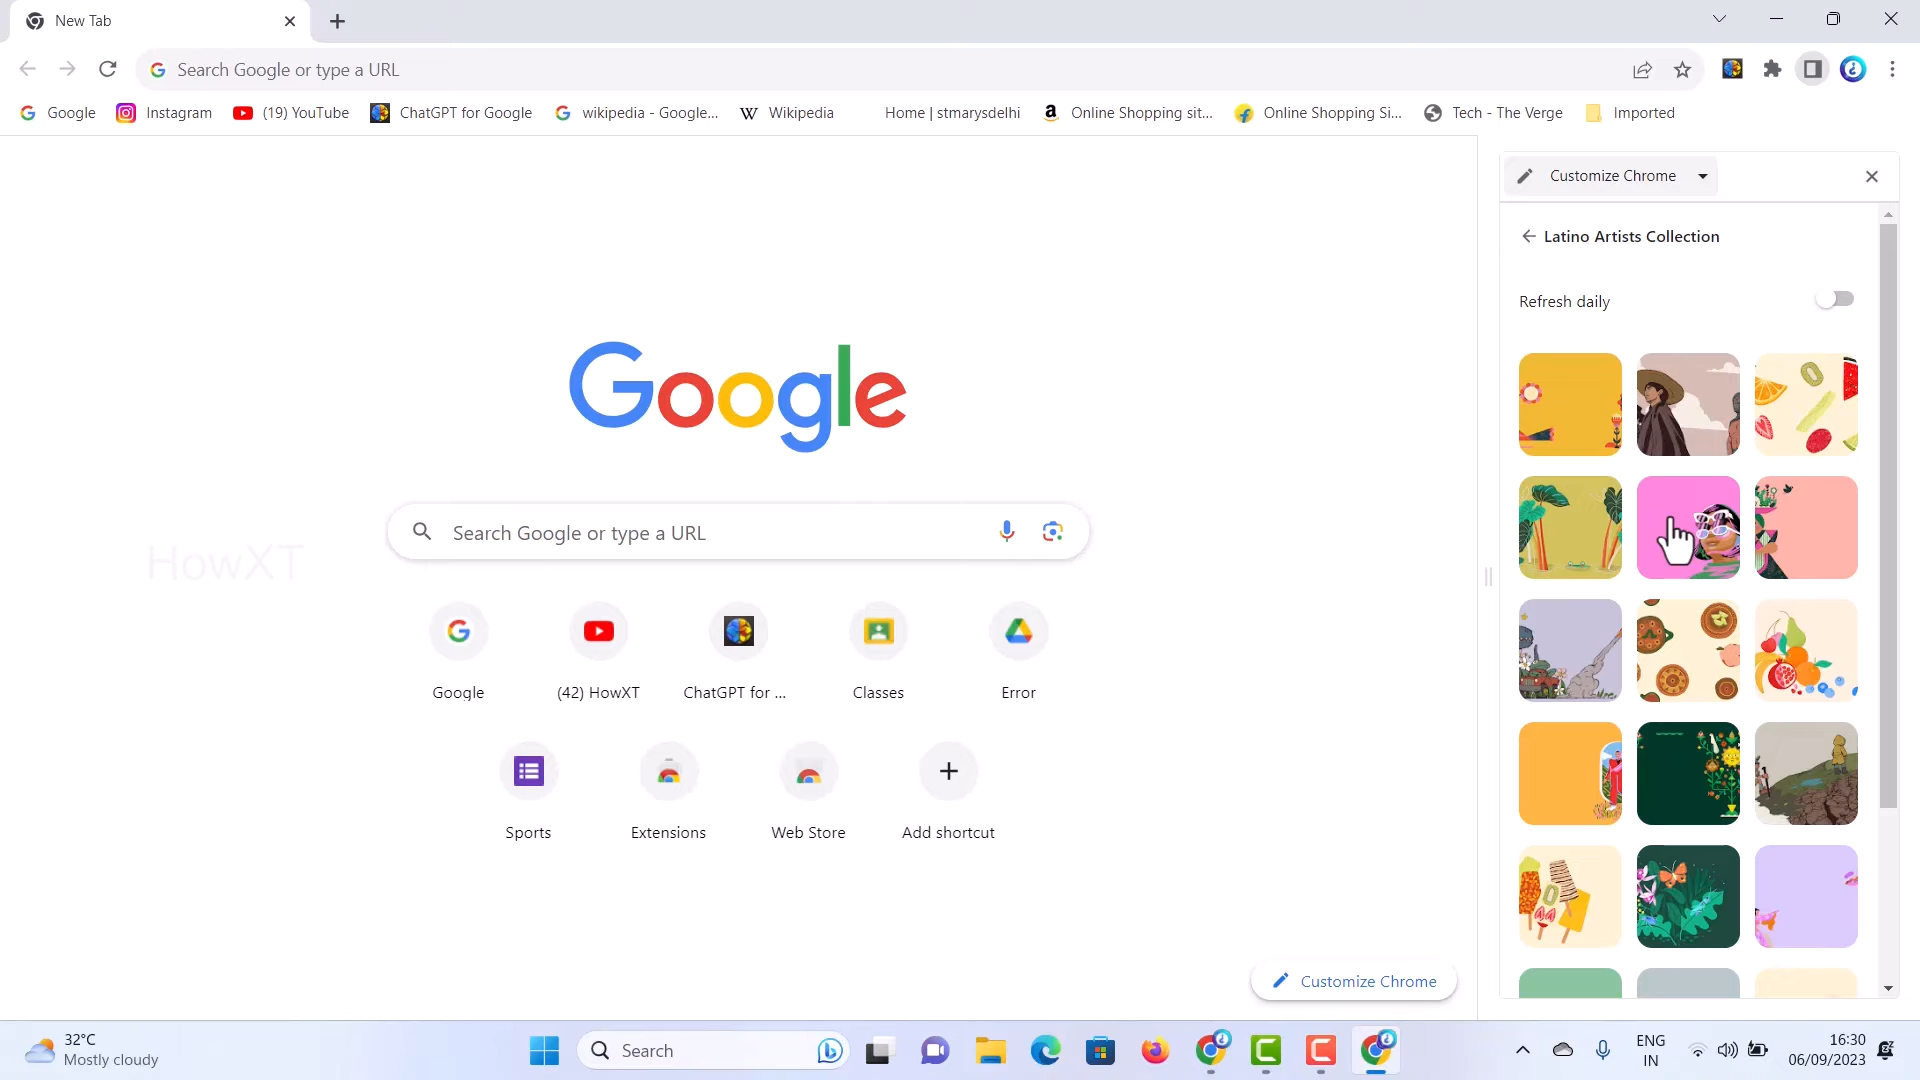 New Tab
Search Google or type a URL
Google
Instagram
(19) YouTube
ChatGPT for Google
wikipedia - Google...
Wikipedia
Home | stmarysdelhi
Online Shopping sit...
Online Shopping Si...
Tech - The Verge
Imported
Customize Chrome
Latino Artists Collection
Refresh daily
Google
HowXT
Search Google or type a URL
Google
(42) HowXT
ChatGPT for ...
Classes
Error
Sports
Extensions
Web Store
Add shortcut
Customize Chrome
32°C
Mostly cloudy
Search
ENG
IN
16:30
06/09/2023